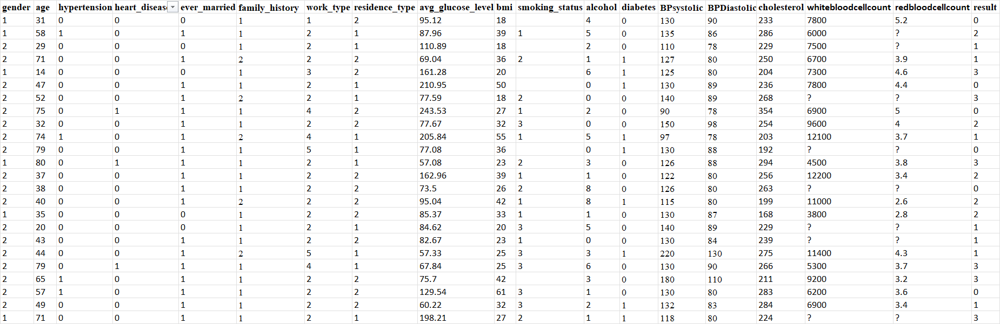 gender age hypertension heart_diseas ever_married family_history work_type residence_type avg_glucose_level bmi smoking_status alcohol diabetes BPsystolic BPDiastolic cholesterol whitebloodcellcount redbloodcellcount result
1 31 0 0 0 1 1 2 95.12 18 4 0 130 90 233 7800 5.2 0
1 58 1 0 1 1 2 1 87.96 39 1 5 0 135 86 286 6000 ? 2
2 29 0 0 0 1 2 1 110.89 18 2 0 110 78 229 7500 ? 1
2 71 0 0 1 2 2 2 69.04 36 2 1 1 127 80 250 6700 3.9 1
1 14 0 0 0 1 3 2 161.28 20 6 1 125 80 204 7300 4.6 3
2 47 0 0 1 1 2 1 210.95 50 0 1 130 89 236 7800 4.4 0
2 52 0 0 1 2 2 1 77.59 18 2 0 0 140 89 268 ? ? 3
2 75 0 1 1 1 4 2 243.53 27 1 2 0 90 78 354 6900 5 0
2 32 0 0 1 1 2 2 77.67 32 3 0 0 150 98 254 9600 4 2
2 74 1 0 1 2 4 1 205.84 55 1 5 1 97 78 203 12100 3.7 1
2 79 0 0 1 1 5 1 77.08 36 0 1 130 88 192 ? ? 0
1 80 0 1 1 1 2 1 57.08 23 2 3 0 126 88 294 4500 3.8 3
2 37 0 0 1 1 2 2 162.96 39 1 1 0 122 80 256 12200 3.4 2
2 38 0 0 1 1 2 2 73.5 26 2 8 0 126 80 263 ? ? 0
2 40 0 0 1 2 2 2 95.04 42 1 8 1 115 80 199 11000 2.6 2
1 35 0 0 0 1 2 2 85.37 33 1 1 0 130 87 168 3800 2.8 2
2 20 0 0 0 1 2 1 84.62 20 3 5 0 140 89 229 ? ? 1
2 43 0 0 1 1 2 2 82.67 23 1 0 0 130 84 239 ? ? 1
2 44 0 0 1 2 5 1 57.33 25 3 3 1 220 130 275 11400 4.3 1
2 79 0 1 1 1 4 1 67.84 25 3 6 0 130 90 266 5300 3.7 3
2 65 1 0 1 1 2 2 75.7 42 3 0 180 110 211 9200 3.2 3
2 57 1 0 1 1 2 2 129.54 61 3 1 0 130 80 283 6200 3.6 0
2 49 0 0 1 1 2 2 60.22 32 3 2 1 132 83 284 6900 3.4 1
1 71 0 0 1 1 2 1 198.21 27 2 1 1 118 80 224 ? ? 3